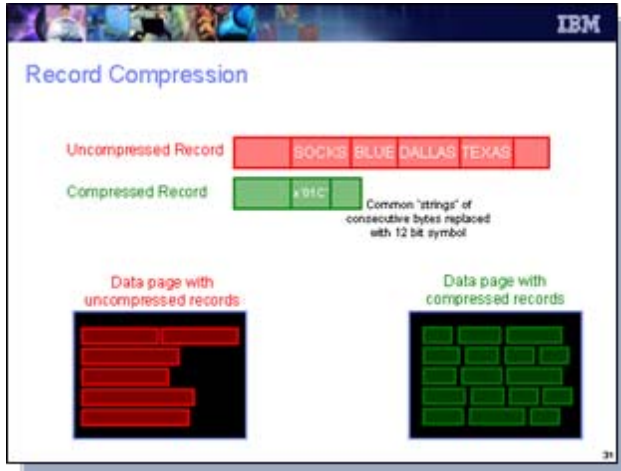 IBM
Record Compression
Uncompressed Record SOCKS BLUE DALLAS TEXAS
Compressed Record x'01C'
Common "strings" of
consecutive bytes replaced
with 12 bit symbol
Data page with
uncompressed records
Data page with
compressed records
31